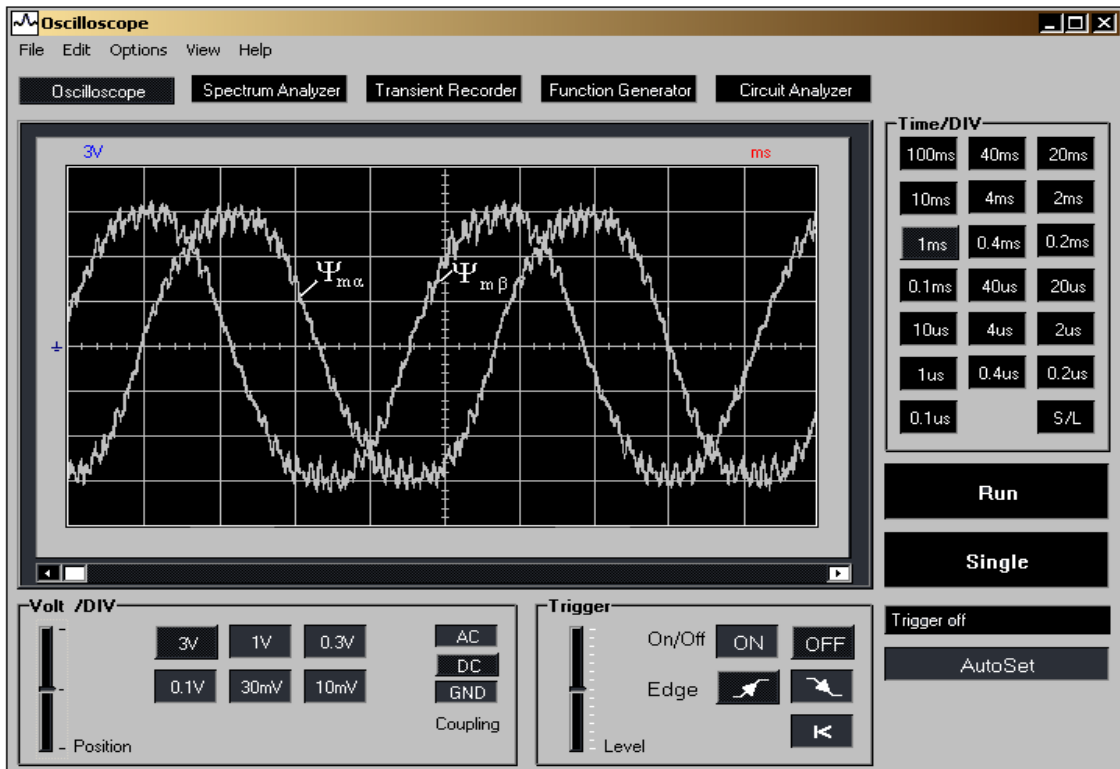 Oscilloscope
File Edit Options View Help
Oscilloscope Spectrum Analyzer Transient Recorder Function Generator Circuit Analyzer
3V ms
Ψmα Ψmβ
Time/DIV
100ms 40ms 20ms
10ms 4ms 2ms
1ms 0.4ms 0.2ms
0.1ms 40us 20us
10us 4us 2us
1us 0.4us 0.2us
0.1us S/L
Run
Single
Trigger off
AutoSet
Volt /DIV
3V 1V 0.3V
0.1V 30mV 10mV
AC
DC
GND
Coupling
Position
Trigger
On/Off ON OFF
Edge
Level